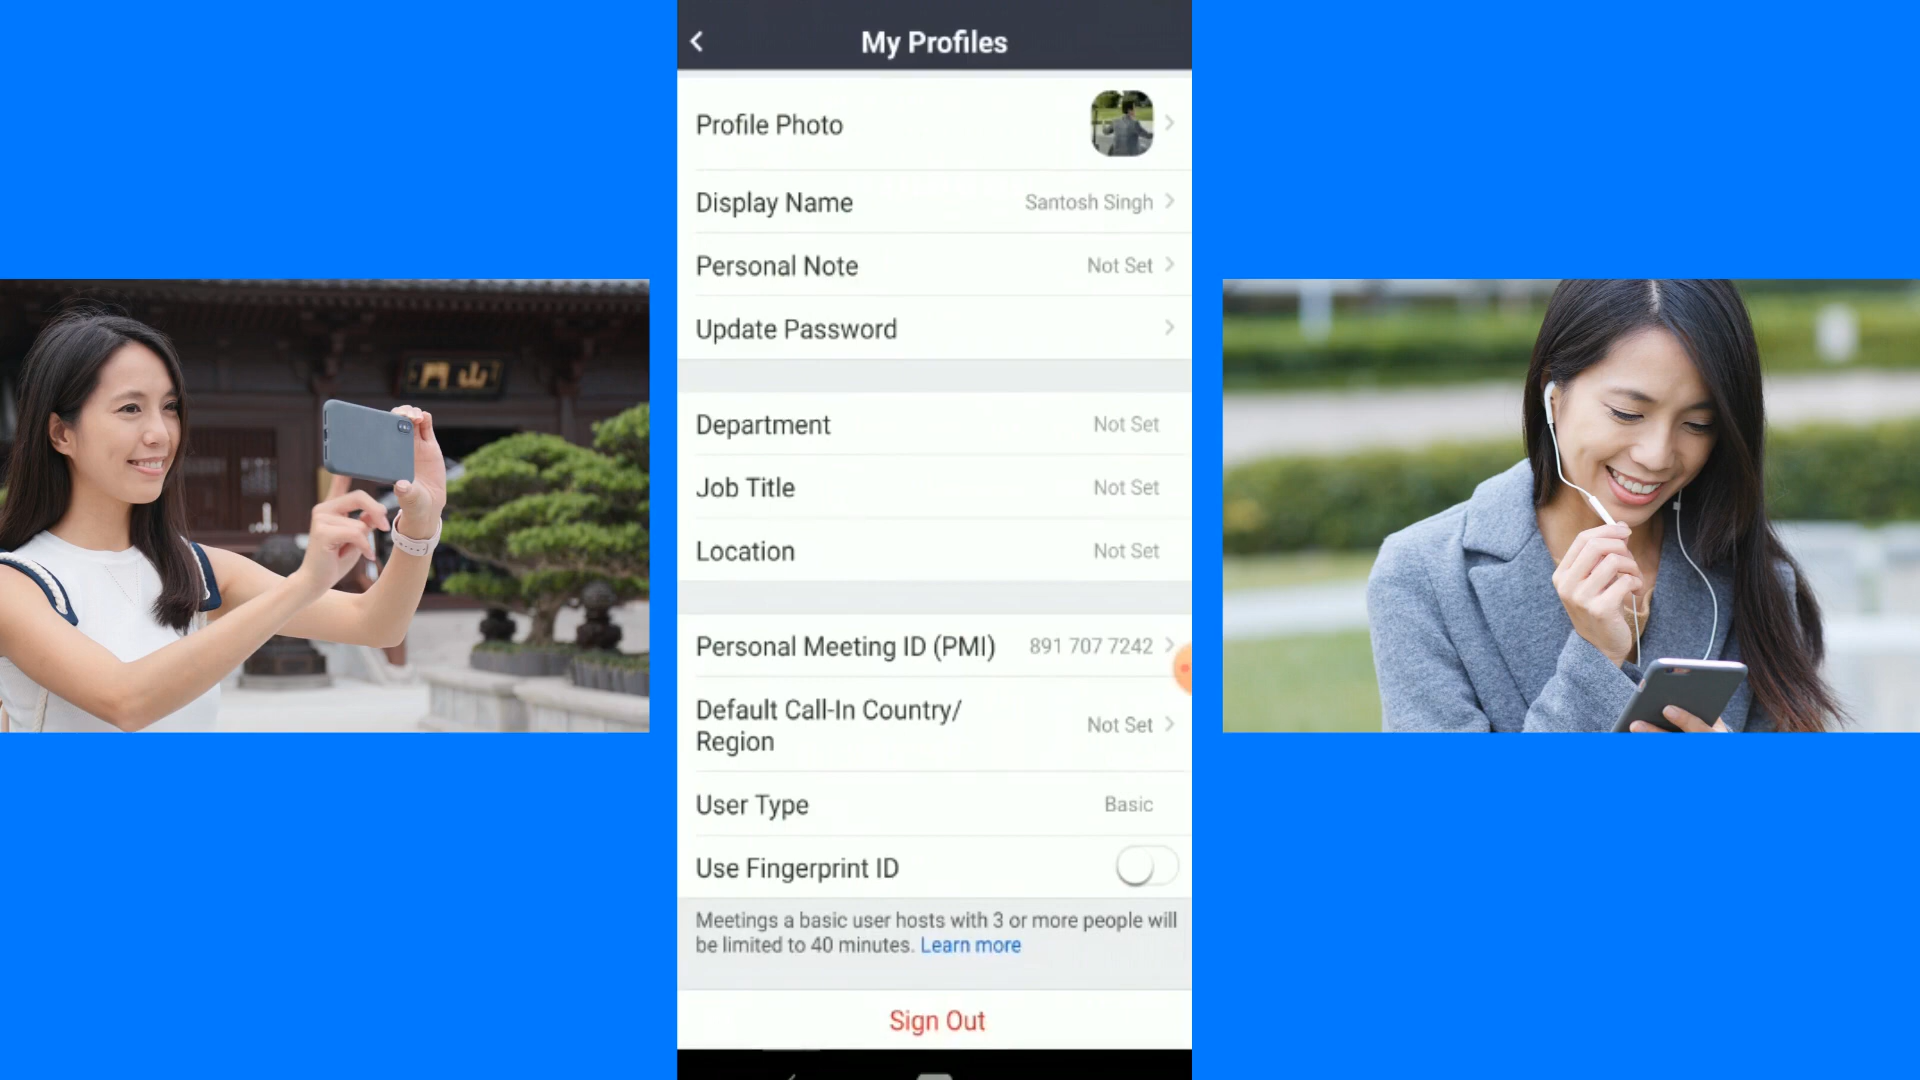 My Profiles
Profile Photo
Display Name Santosh Singh
Personal Note Not Set
Update Password
Department Not Set
Job Title Not Set
Location Not Set
Personal Meeting ID (PMI) 891 707 7242
Default Call-In Country/
Region Not Set
User Type Basic
Use Fingerprint ID
Meetings a basic user hosts with 3 or more people will
be limited to 40 minutes. Learn more
Sign Out
門山